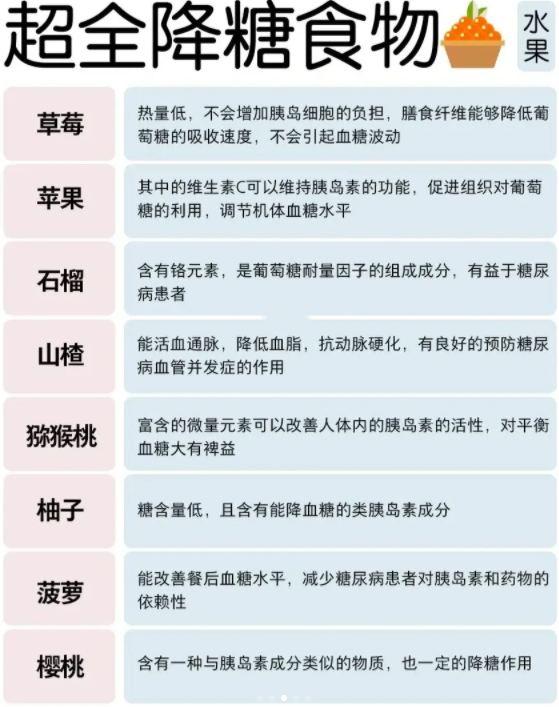 超全降糖食物
水
果
草莓
热量低，不会增加胰岛细胞的负担，膳食纤维能够降低葡
萄糖的吸收速度，不会引起血糖波动
苹果
其中的维生素C可以维持胰岛素的功能，促进组织对葡萄
糖的利用，调节机体血糖水平
石榴
含有铬元素，是葡萄糖耐量因子的组成成分，有益于糖尿
病患者
山楂
能活血通脉，降低血脂，抗动脉硬化，有良好的预防糖尿
病血管并发症的作用
猕猴桃
富含的微量元素可以改善人体内的胰岛素的活性，对平衡
血糖大有裨益
柚子
糖含量低，且含有能降血糖的类胰岛素成分
菠萝
能改善餐后血糖水平，减少糖尿病患者对胰岛素和药物的
依赖性
樱桃
含有一种与胰岛素成分类似的物质，也一定的降糖作用